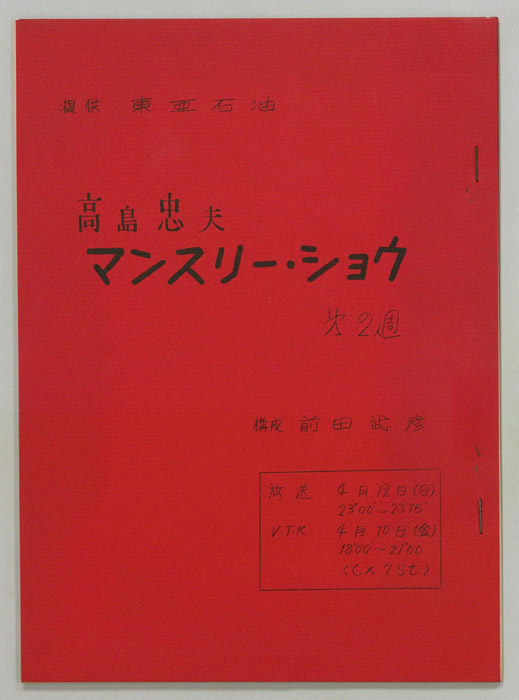 提供 東亜石油
高島忠夫
マンスリー・ショウ
㐧2週
構成 前田武彦
放送 4月12日(日)
23°00′〜23°15′
V.T.R 4月10日(金)
18°00′〜21°00
(CX 7St)